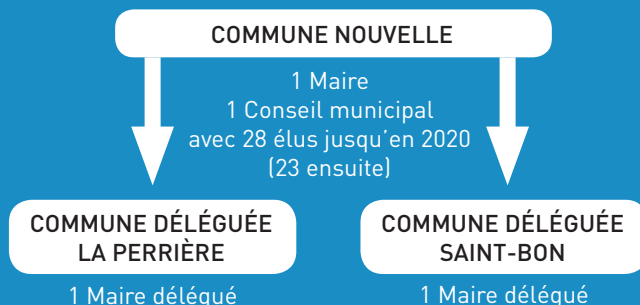 COMMUNE NOUVELLE
1 Maire
1 Conseil municipal
avec 28 élus jusqu'en 2020
(23 ensuite)
COMMUNE DÉLÉGUÉE
LA PERRIÈRE
1 Maire délégué
COMMUNE DÉLÉGUÉE
SAINT-BON
1 Maire délégué